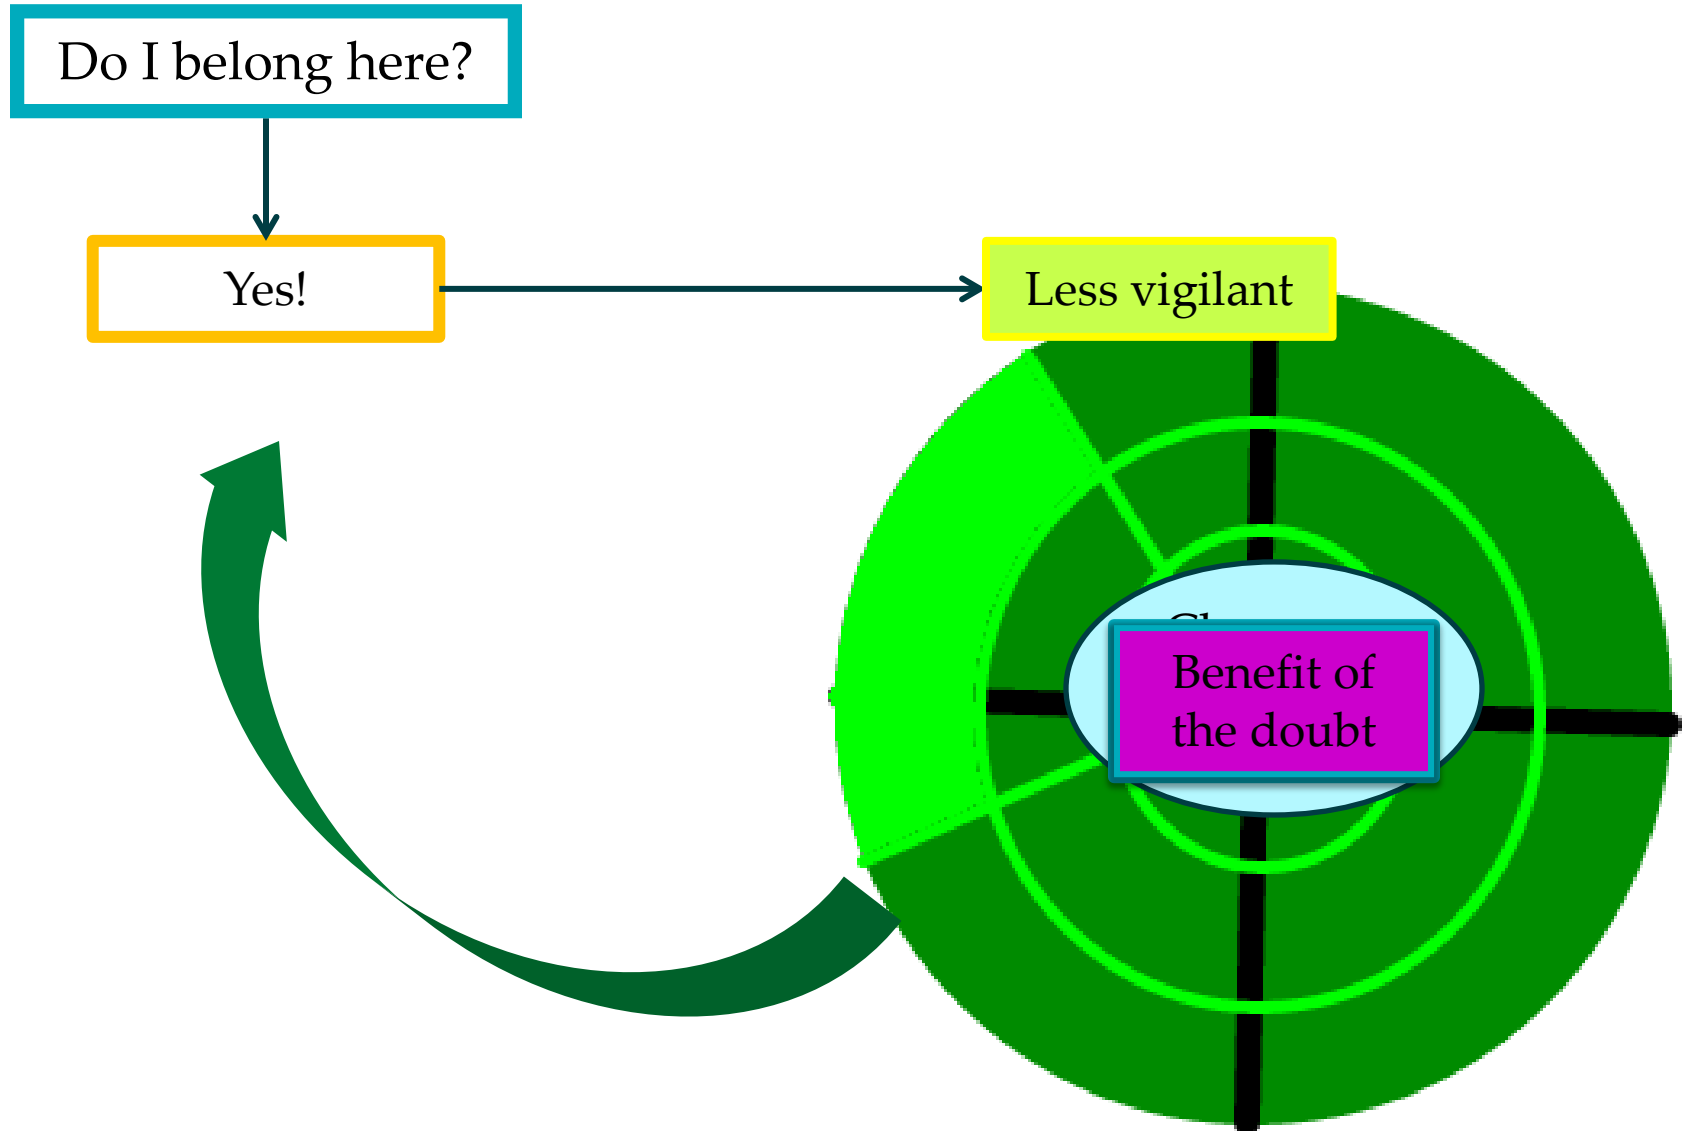 Do I belong here?
Yes!
Less vigilant
Benefit of
the doubt